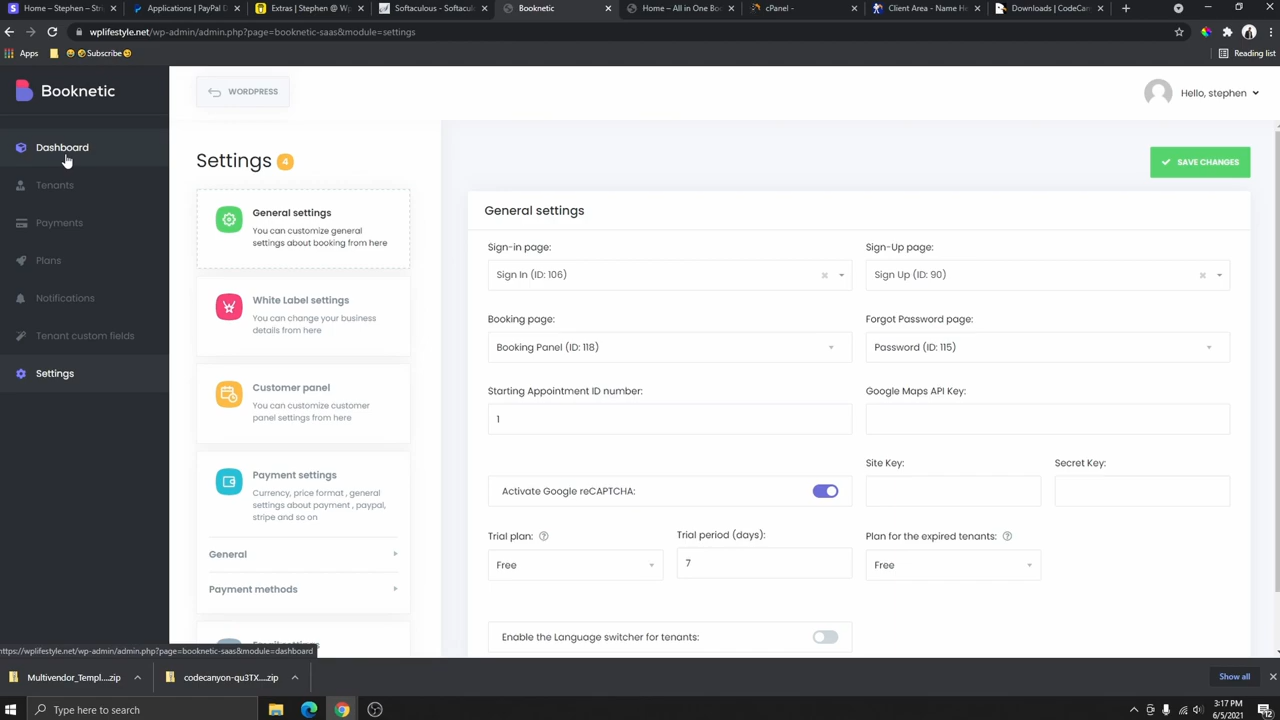 Home – Stephen – Stri
Applications | PayPal D
Extras | Stephen @ Wp
Softaculous - Softacul
Booknetic
Home – All in One Book
cPanel -
Client Area - Name He
Downloads | CodeCan
wplifestyle.net/wp-admin/admin.php?page=booknetic-saas&module=settings
Apps
Subscribe
Reading list
Booknetic
WORDPRESS
Hello, stephen
Dashboard
Tenants
Payments
Plans
Notifications
Tenant custom fields
Settings
Settings 4
General settings
You can customize general
settings about booking from here
White Label settings
You can change your business
details from here
Customer panel
You can customize customer
panel settings from here
Payment settings
Currency, price format , general
settings about payment , paypal,
stripe and so on
General
Payment methods
SAVE CHANGES
General settings
Sign-in page:
Sign-Up page:
Sign In (ID: 106)
Sign Up (ID: 90)
Booking page:
Forgot Password page:
Booking Panel (ID: 118)
Password (ID: 115)
Starting Appointment ID number:
Google Maps API Key:
1
Site Key:
Secret Key:
Activate Google reCAPTCHA:
Trial plan:
Trial period (days):
Plan for the expired tenants:
Free
7
Free
Enable the Language switcher for tenants:
https://wplifestyle.net/wp-admin/admin.php?page=booknetic-saas&module=dashboard
Multivendor_Templ....zip
codecanyon-qu3TX....zip
Show all
Type here to search
3:17 PM
6/5/2021